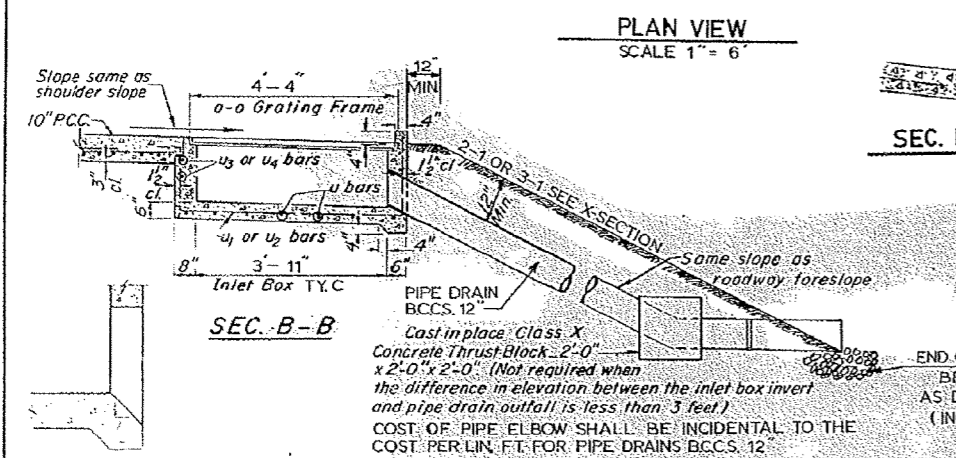 PLAN VIEW
SCALE 1" = 6'
Slope same as
shoulder slope
4'-4"
12"
MIN
o-o Grating Frame
4"
10" P.C.C.
SEC.
3"
cl.
1 1/2"
cl.
6"
u3 or u4 bars
u bars
4"
1 1/2" cl
2-1 OR 3-1 SEE X-SECTION
12"
Min.
u1 or u2 bars
4"
4"
8"
3'-11"
6"
Inlet Box TY. C
Same slope as
roadway foreslope
PIPE DRAIN
B.C.C.S. 12"
SEC. B-B
Cast in place Class X
Concrete Thrust Block 2'-0"
x 2'-0" x 2'-0" (Not required when
the difference in elevation between the inlet box invert
and pipe drain outfall is less than 3 feet)
END
BE
AS D
(IN
COST OF PIPE ELBOW SHALL BE INCIDENTAL TO THE
COST PER LIN. FT. FOR PIPE DRAINS B.C.C.S. 12"